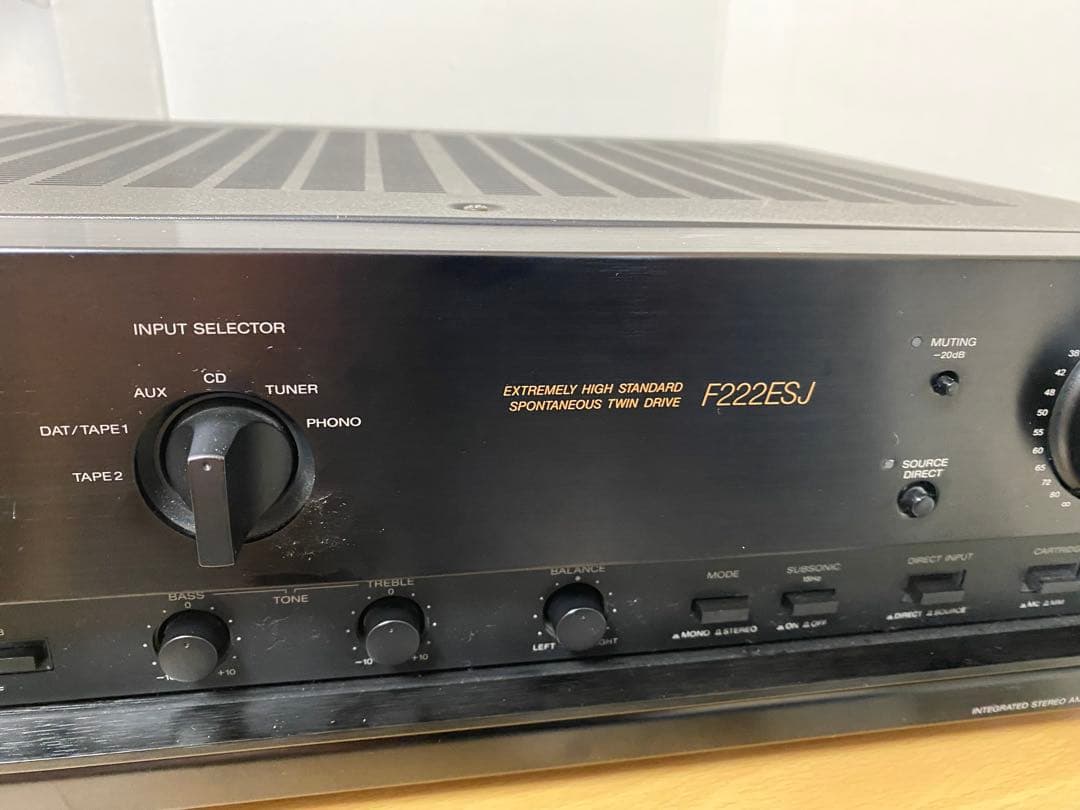 INPUT SELECTOR
AUX
CD
TUNER
DAT/TAPE1
PHONO
TAPE2
EXTREMELY HIGH STANDARD
SPONTANEOUS TWIN DRIVE
F222ESJ
MUTING
-20dB
SOURCE
DIRECT
38
42
48
50
55
60
65
72
80
∞
BASS
0
+10
TONE
TREBLE
0
-10
+10
BALANCE
LEFT
MODE
MONO STEREO
SUBSONIC
ON OFF
DIRECT INPUT
DIRECT SOURCE
MC MM
INTEGRATED STEREO